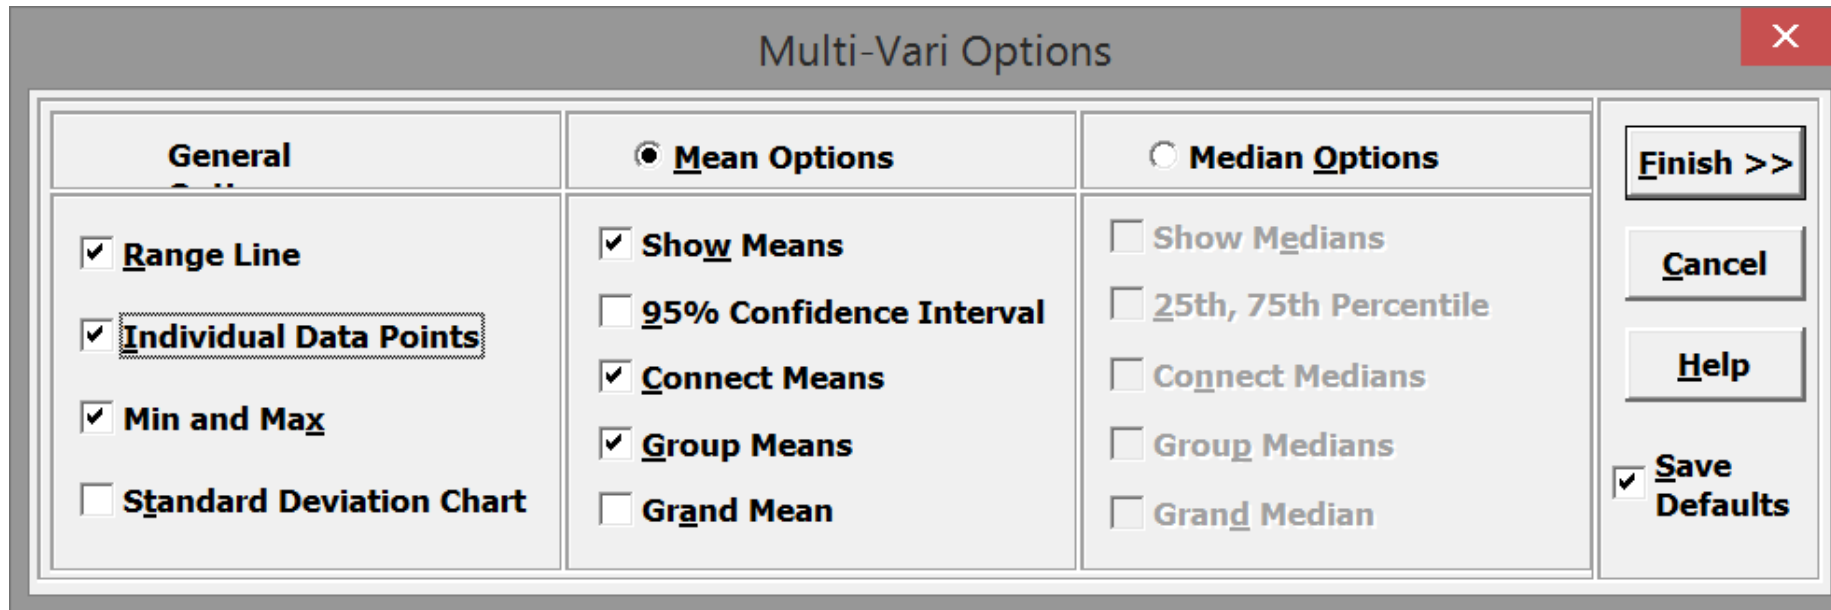 Multi-Vari Options
General
Range Line
Individual Data Points
Min and Max
Standard Deviation Chart
Mean Options
Show Means
95% Confidence Interval
Connect Means
Group Means
Grand Mean
Median Options
Show Medians
25th, 75th Percentile
Connect Medians
Group Medians
Grand Median
Finish >>
Cancel
Help
Save
Defaults